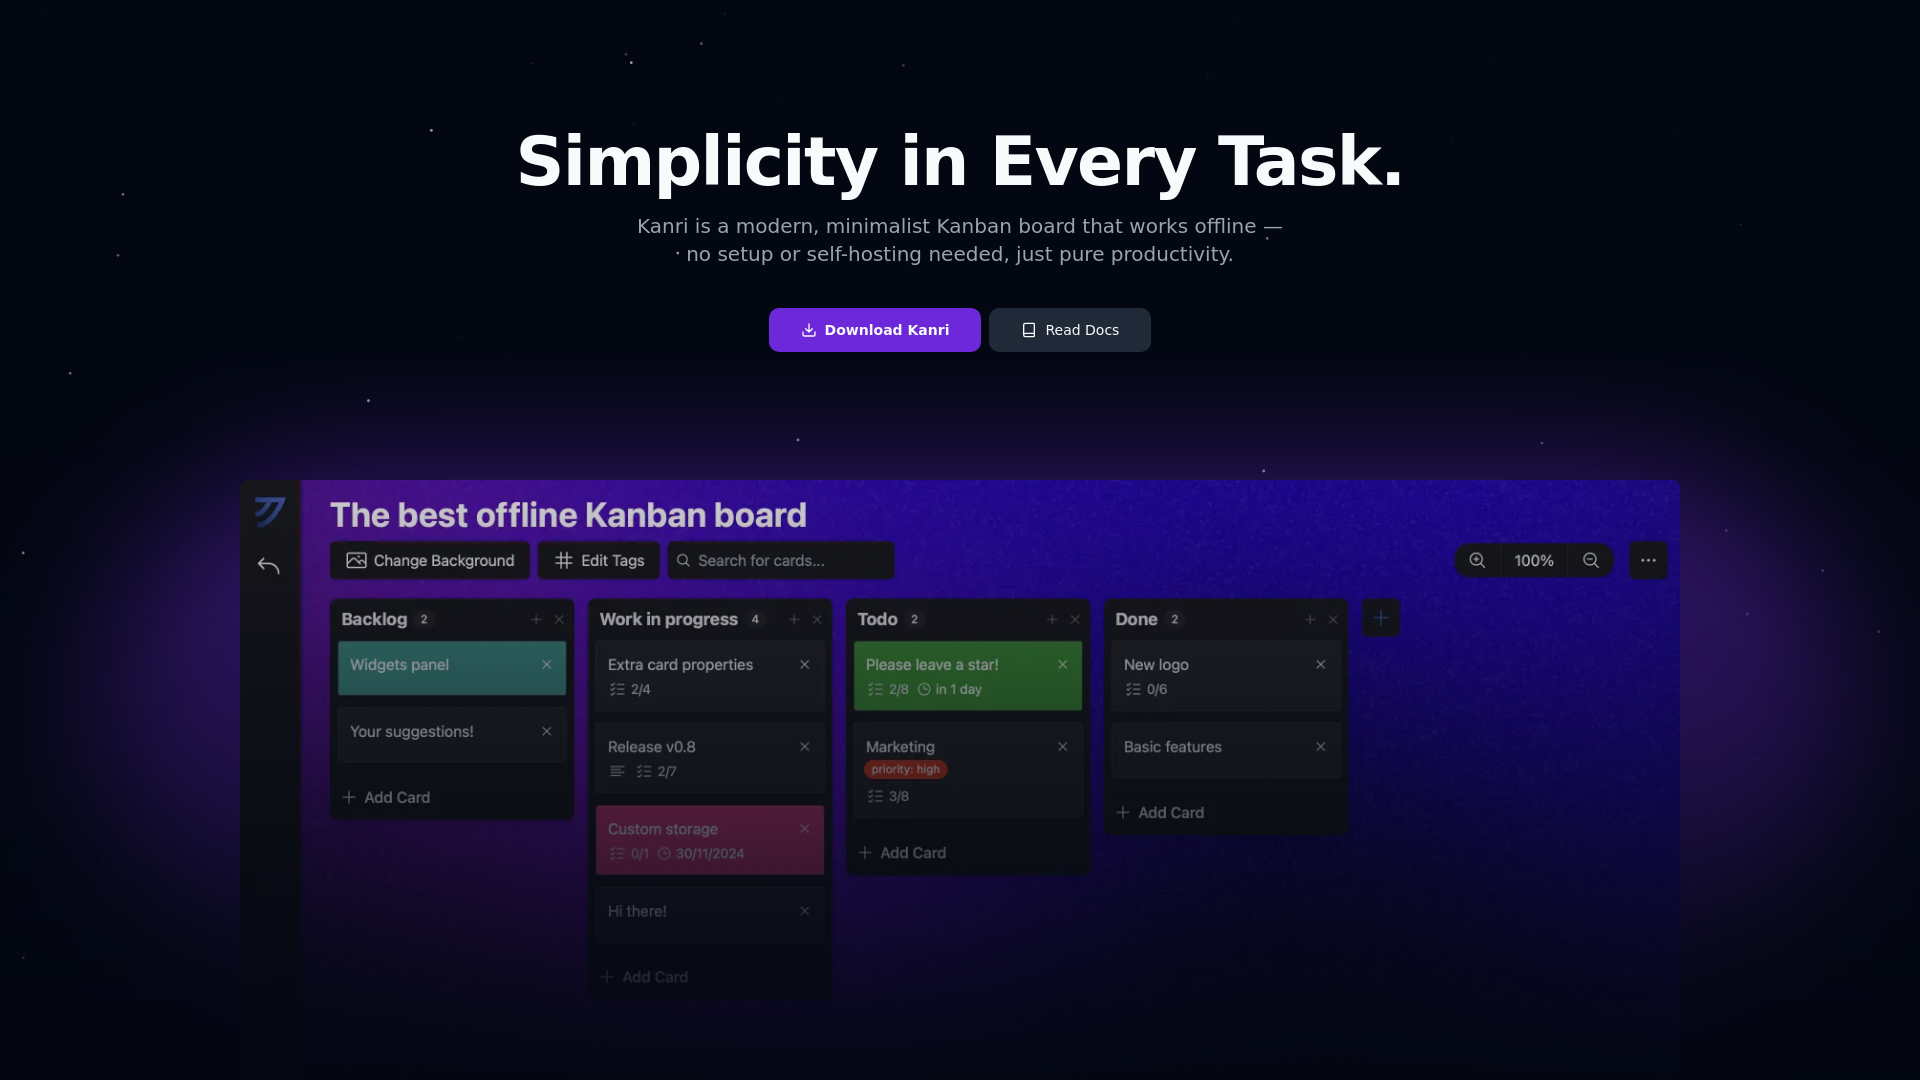 Simplicity in Every Task.
Kanri is a modern, minimalist Kanban board that works offline —
no setup or self-hosting needed, just pure productivity.
Download Kanri
Read Docs
The best offline Kanban board
Change Background
Edit Tags
Search for cards...
100%
Backlog 2
Widgets panel
Your suggestions!
Add Card
Work in progress 4
Extra card properties
2/4
Release v0.8
2/7
Custom storage
0/1 30/11/2024
Hi there!
Add Card
Todo 2
Please leave a star!
2/8 in 1 day
Marketing
priority: high
3/8
Add Card
Done 2
New logo
0/6
Basic features
Add Card